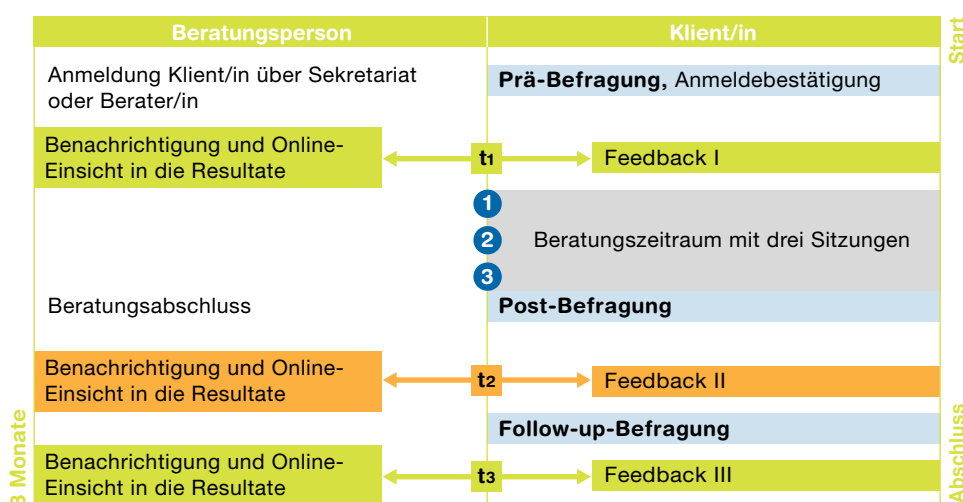 Beratungsperson
Klient/in
Start
Anmeldung Klient/in über Sekretariat
oder Berater/in
Prä-Befragung, Anmeldebestätigung
Benachrichtigung und Online-
Einsicht in die Resultate
t1
Feedback I
1
2
3
Beratungszeitraum mit drei Sitzungen
Beratungsabschluss
Post-Befragung
Benachrichtigung und Online-
Einsicht in die Resultate
t2
Feedback II
Follow-up-Befragung
3 Monate
Benachrichtigung und Online-
Einsicht in die Resultate
t3
Feedback III
Abschluss